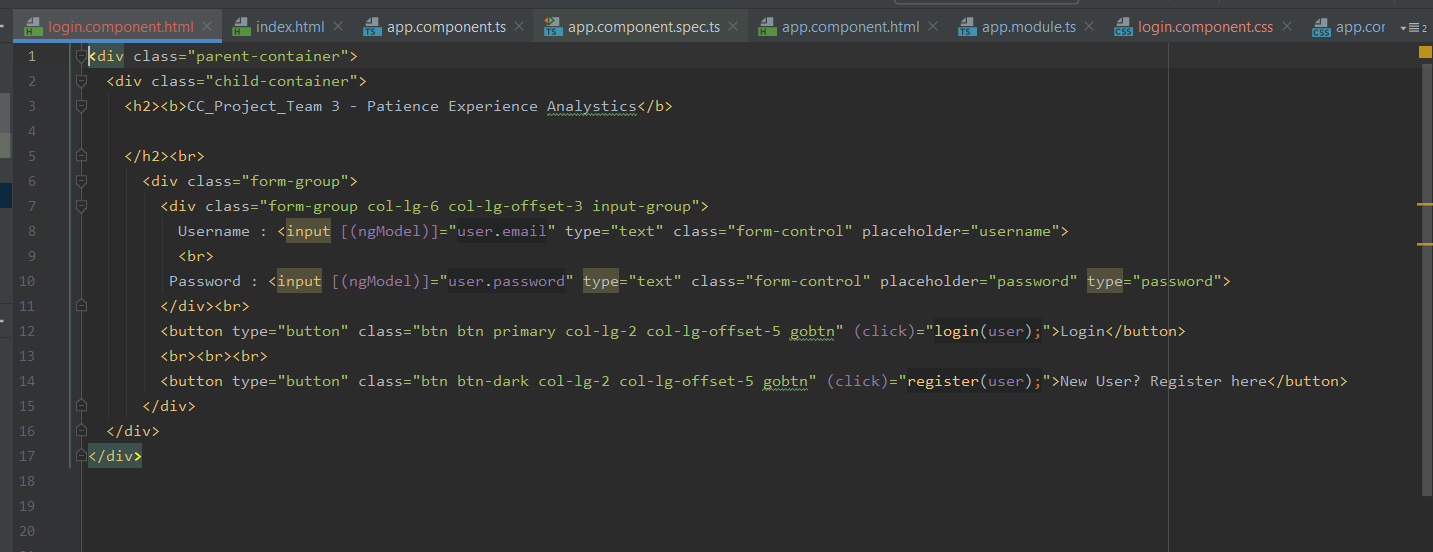 login.component.html index.html app.component.ts app.component.spec.ts app.component.html app.module.ts login.component.css app.cor 2
1 <div class="parent-container">
2 <div class="child-container">
3 <h2><b>CC_Project_Team 3 - Patience Experience Analystics</b>
4
5 </h2><br>
6 <div class="form-group">
7 <div class="form-group col-lg-6 col-lg-offset-3 input-group">
8 Username : <input [(ngModel)]="user.email" type="text" class="form-control" placeholder="username">
9 <br>
10 Password : <input [(ngModel)]="user.password" type="text" class="form-control" placeholder="password" type="password">
11 </div><br>
12 <button type="button" class="btn btn primary col-lg-2 col-lg-offset-5 gobtn" (click)="login(user);">Login</button>
13 <br><br><br>
14 <button type="button" class="btn btn-dark col-lg-2 col-lg-offset-5 gobtn" (click)="register(user);">New User? Register here</button>
15 </div>
16 </div>
17 </div>
18
19
20